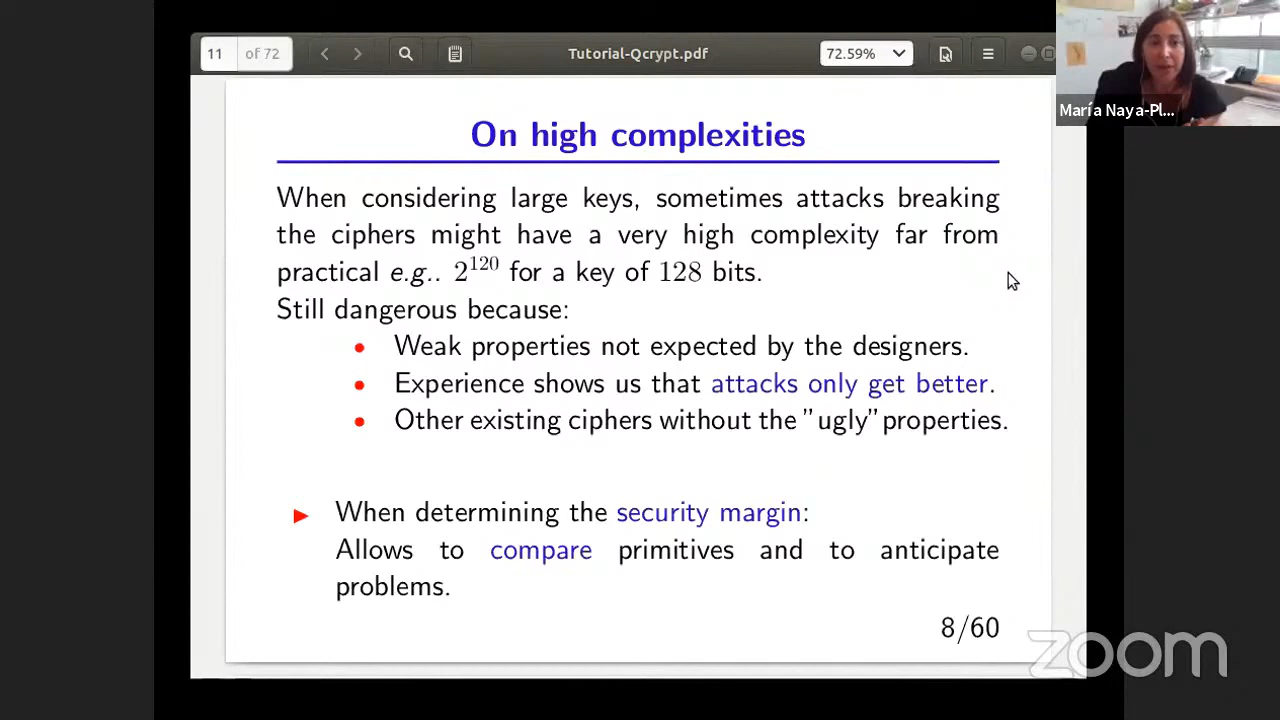 11 of 72
Tutorial-Qcrypt.pdf
72.59%
María Naya-Pl...
On high complexities
When considering large keys, sometimes attacks breaking
the ciphers might have a very high complexity far from
practical e.g.. 2^120 for a key of 128 bits.
Still dangerous because:
• Weak properties not expected by the designers.
• Experience shows us that attacks only get better.
• Other existing ciphers without the ”ugly”properties.
▶ When determining the security margin:
Allows to compare primitives and to anticipate
problems.
8/60
zoom